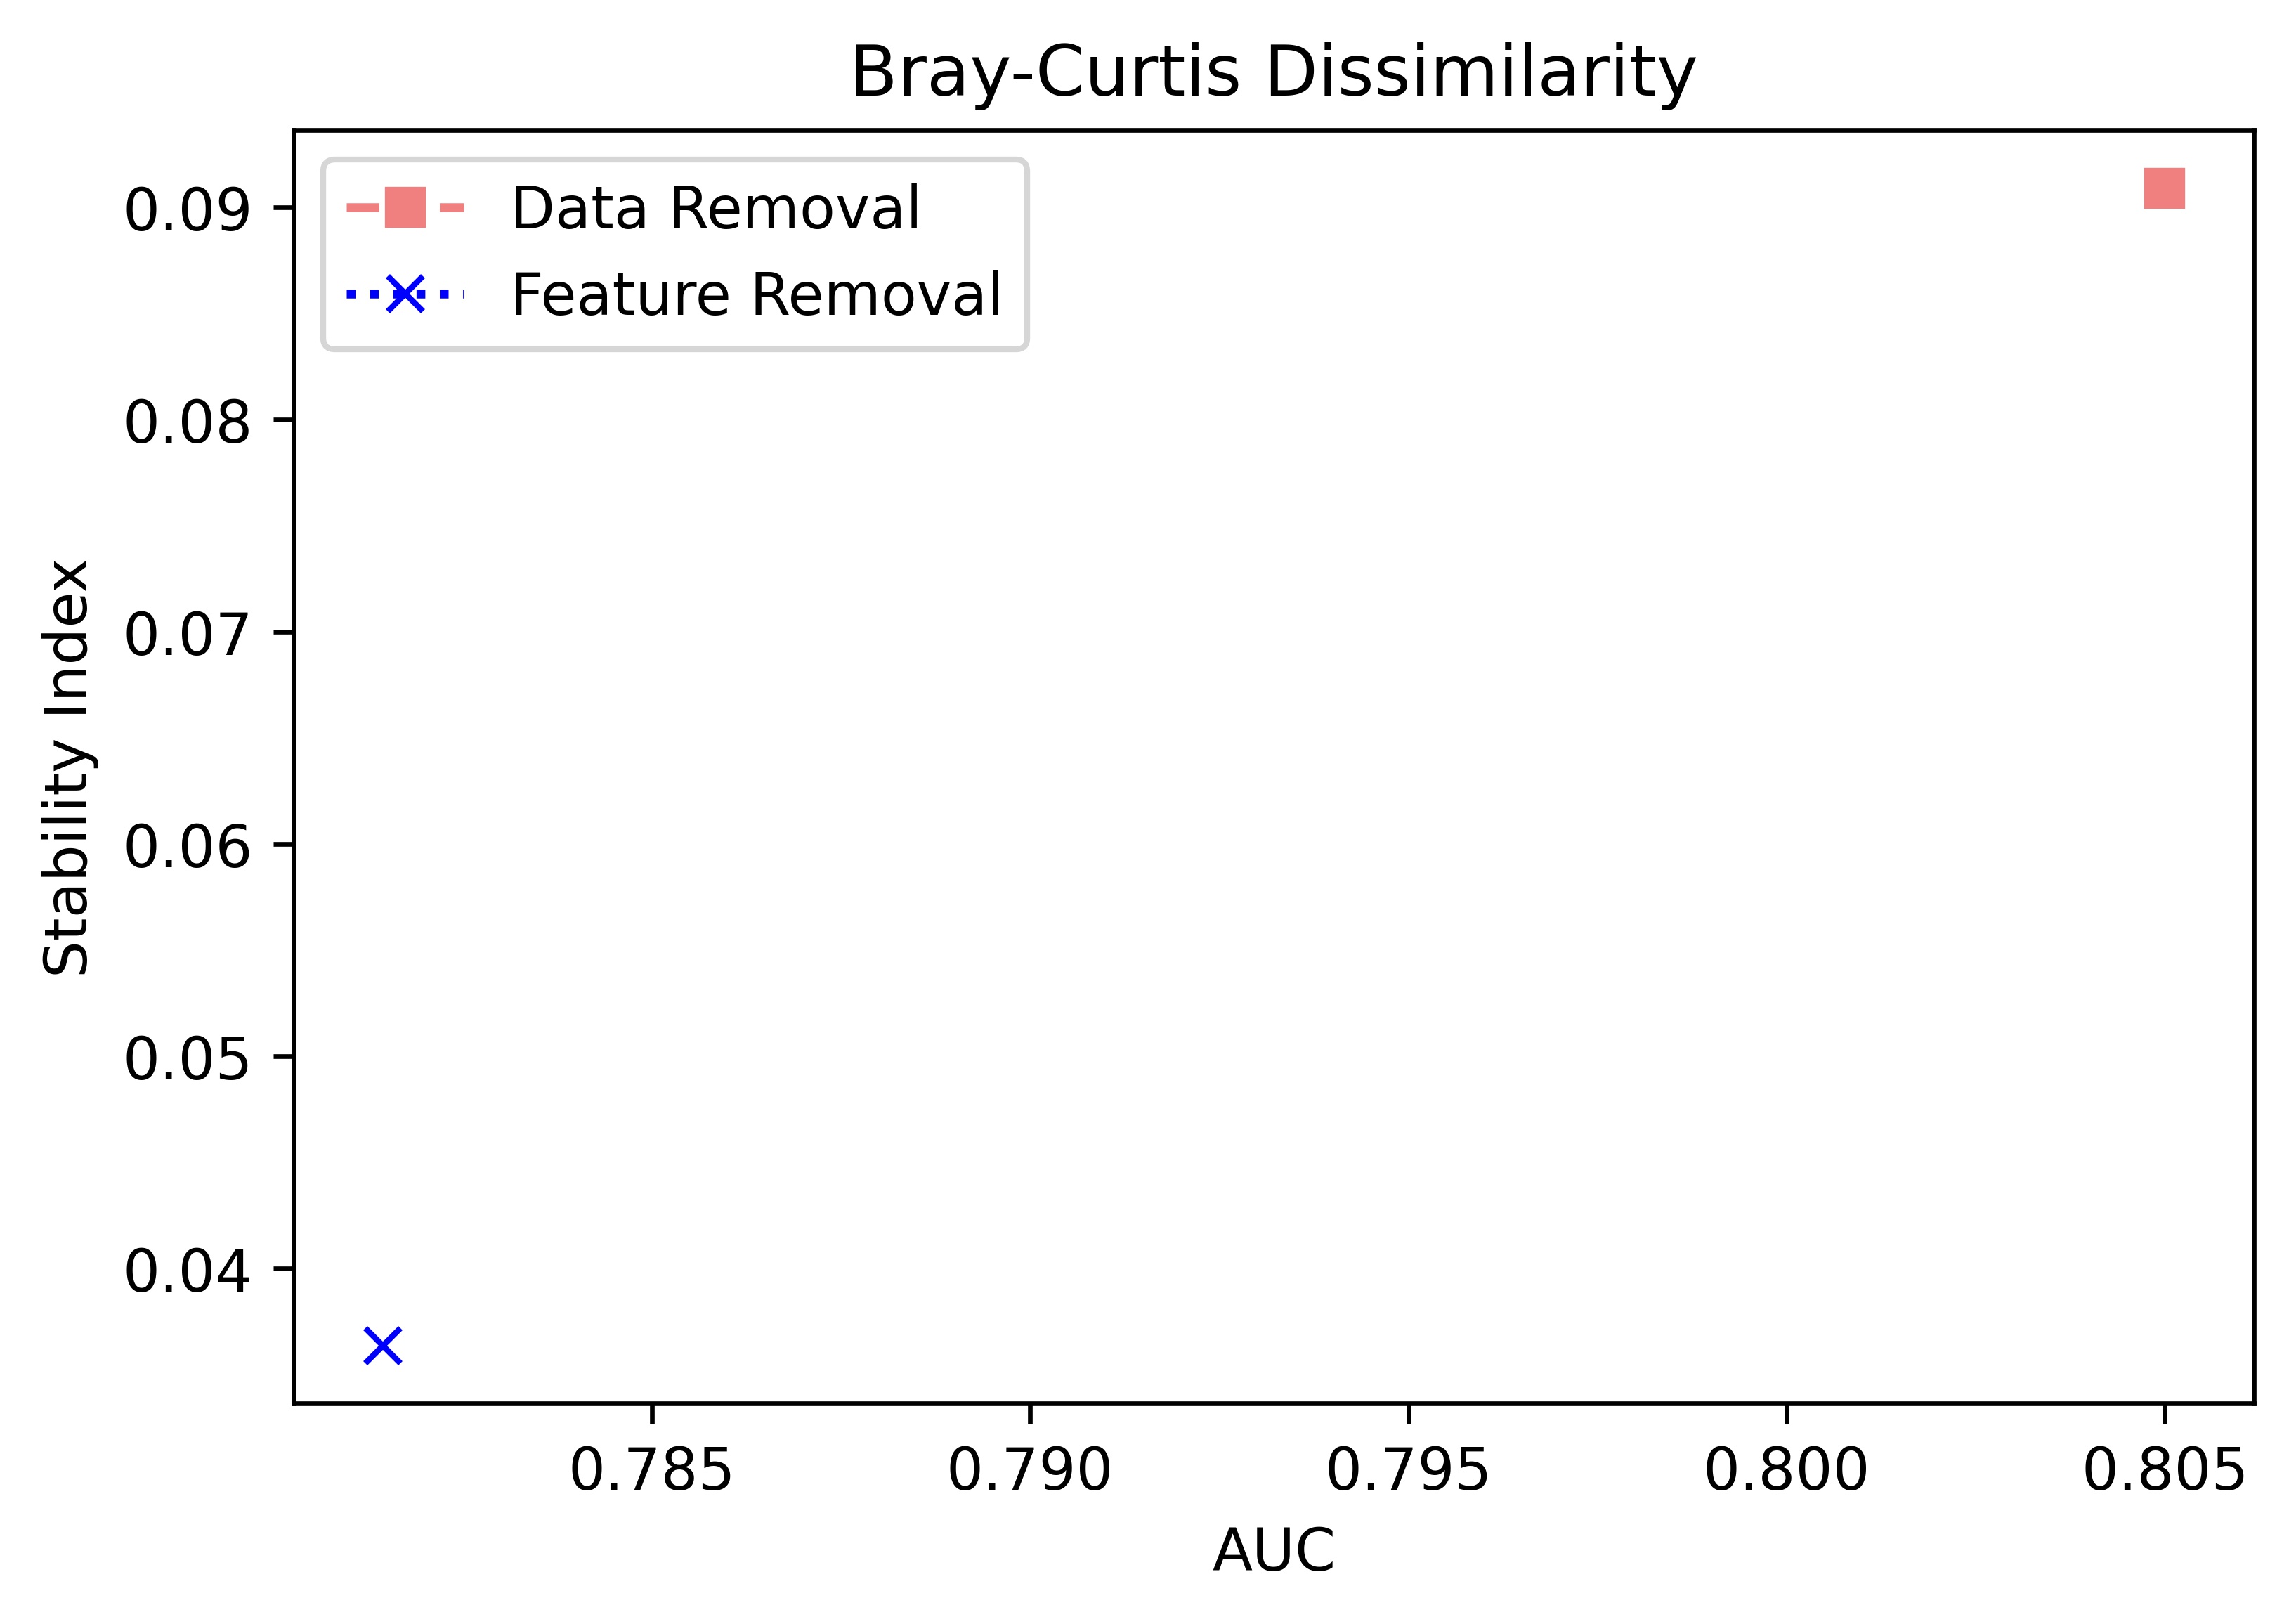 Bray-Curtis Dissimilarity
Data Removal
Feature Removal
0.09
0.08
0.07
0.06
0.05
0.04
Stability Index
0.785
0.790
0.795
0.800
0.805
AUC